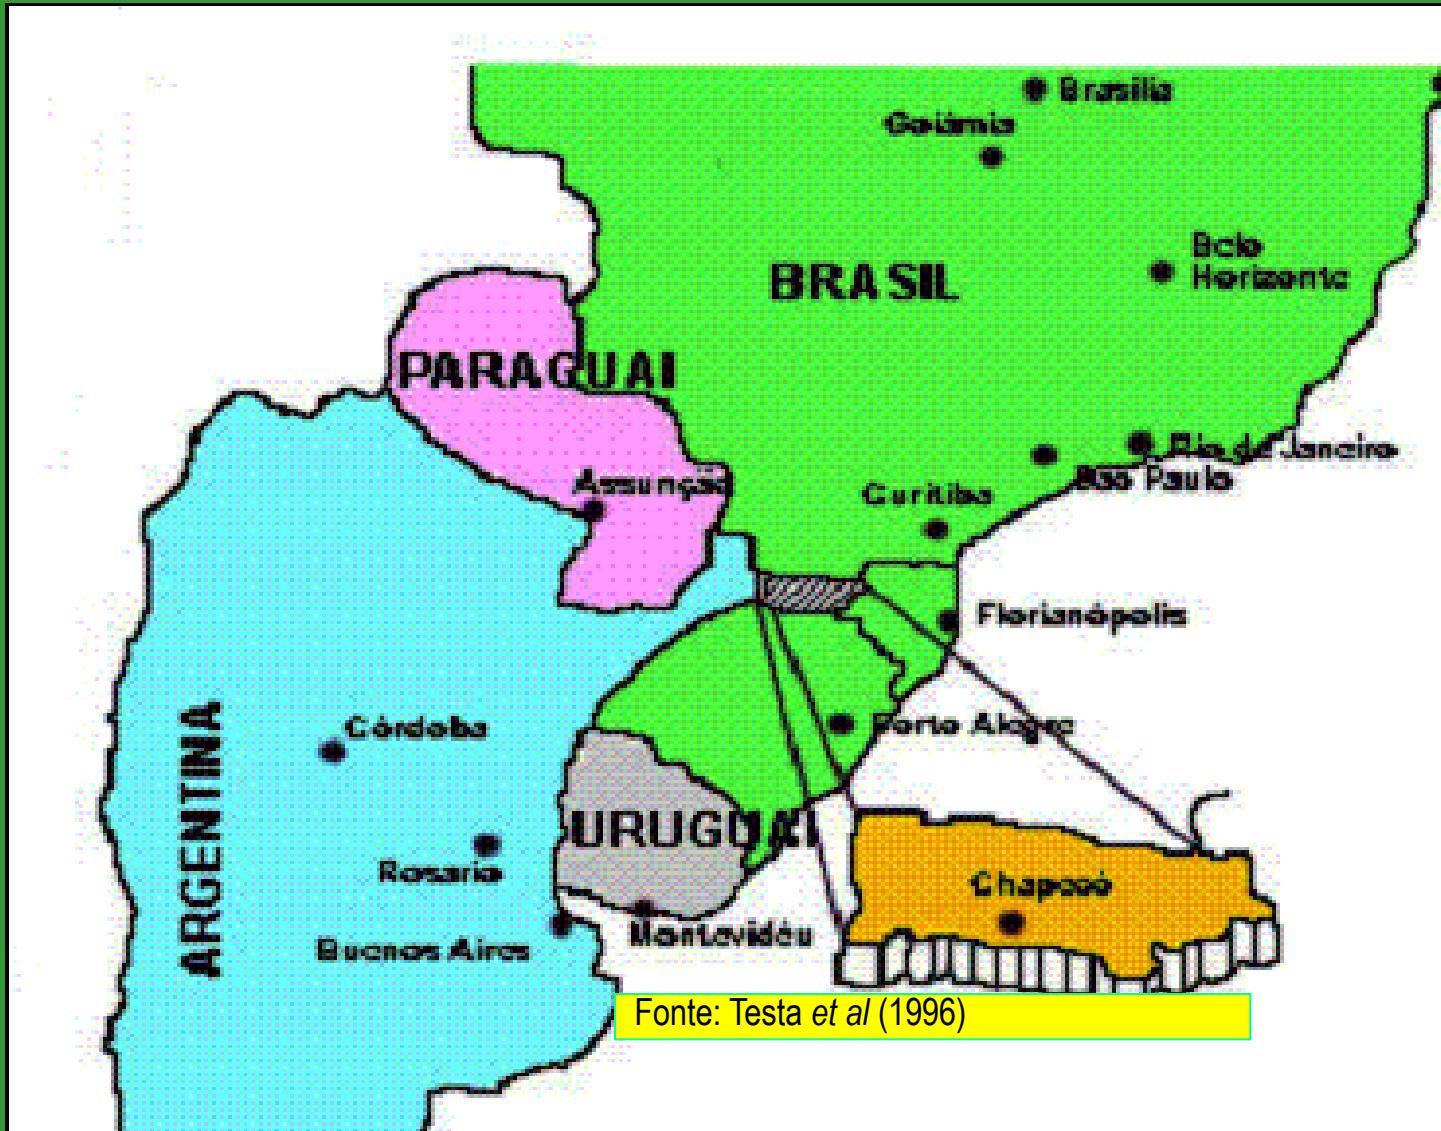 Brasília
Goiâmia
Belo
Horizonte
BRASIL
PARAGUAI
Rio de Janeiro
São Paulo
Assunção
Curitiba
Florianópolis
Córdoba
Porto Alegre
ARGENTINA
URUGUAI
Rosario
Chapecó
Montevidéu
Buenos Aires
Fonte: Testa et al (1996)